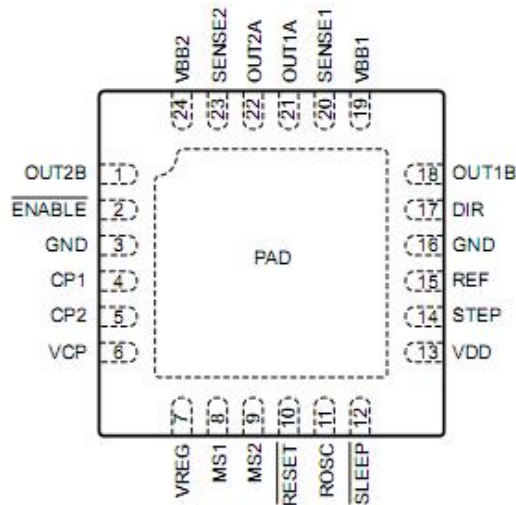 VBB2
SENSE2
OUT2A
OUT1A
SENSE1
VBB1
24
23
22
21
20
19
OUT2B 1
ENABLE 2
GND 3
CP1 4
CP2 5
VCP 6
PAD
18 OUT1B
17 DIR
16 GND
15 REF
14 STEP
13 VDD
7
8
9
10
11
12
VREG
MS1
MS2
RESET
ROSC
SLEEP